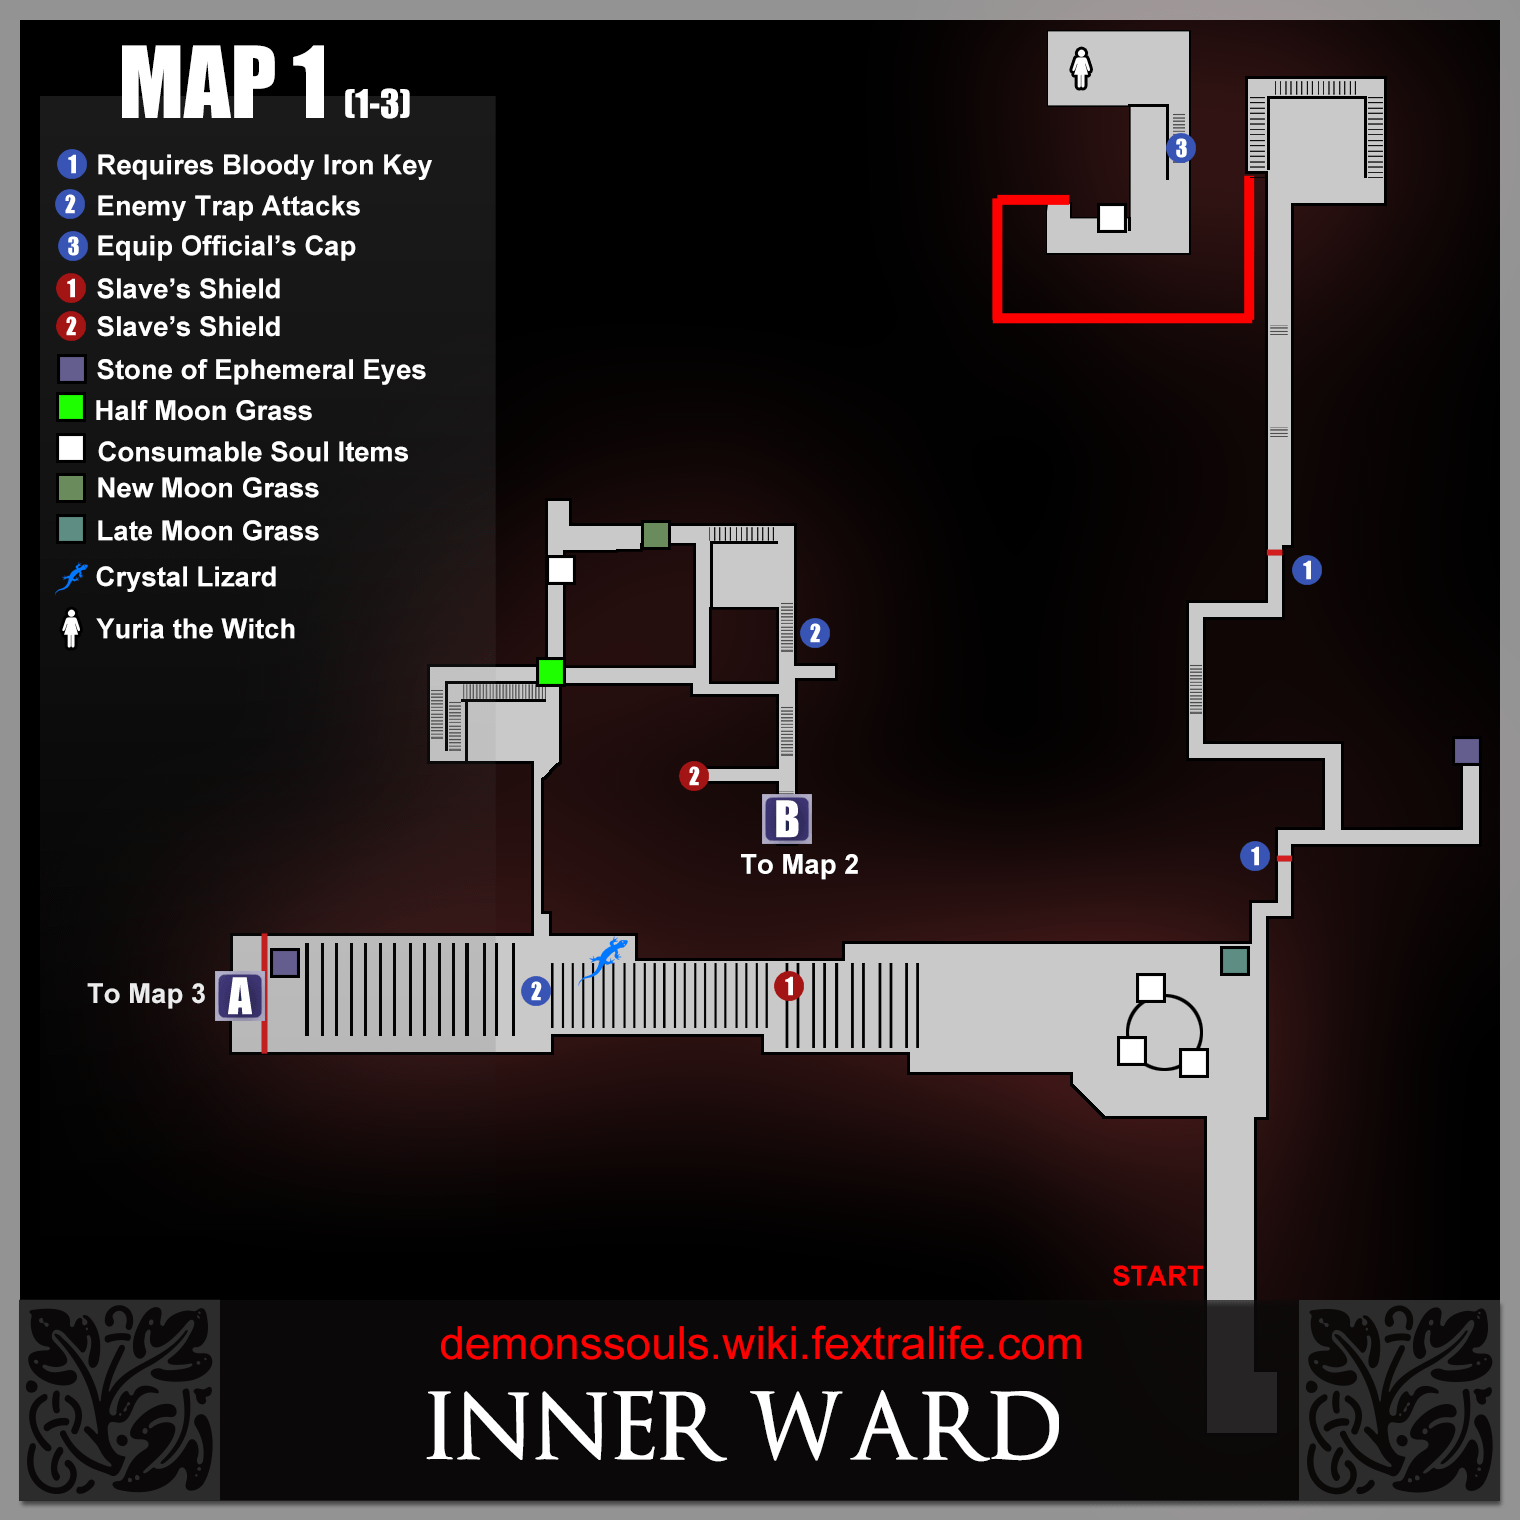 MAP 1 (1-3)
1 Requires Bloody Iron Key
2 Enemy Trap Attacks
3 Equip Official's Cap
1 Slave's Shield
2 Slave's Shield
Stone of Ephemeral Eyes
Half Moon Grass
Consumable Soul Items
New Moon Grass
Late Moon Grass
Crystal Lizard
Yuria the Witch
3
1
2
2
B
To Map 2
1
To Map 3
A
2
1
START
demonssouls.wiki.fextralife.com
INNER WARD